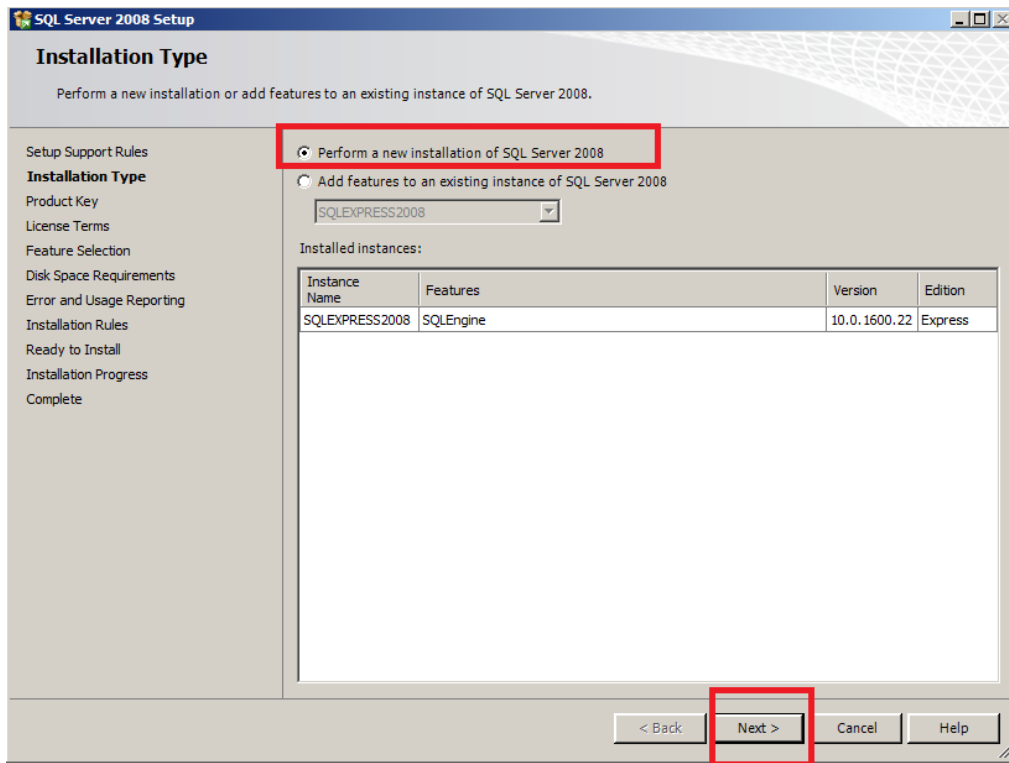 SQL Server 2008 Setup
Installation Type
Perform a new installation or add features to an existing instance of SQL Server 2008.
Setup Support Rules
Installation Type
Product Key
License Terms
Feature Selection
Disk Space Requirements
Error and Usage Reporting
Installation Rules
Ready to Install
Installation Progress
Complete
Perform a new installation of SQL Server 2008
Add features to an existing instance of SQL Server 2008
SQLEXPRESS2008
Installed instances:
Instance Name Features Version Edition
SQLEXPRESS2008 SQLEngine 10.0.1600.22 Express
< Back Next > Cancel Help